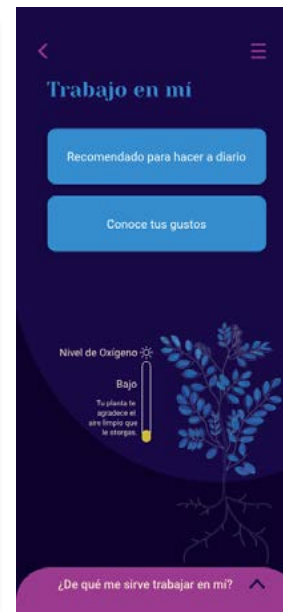 Trabajo en mí
Recomendado para hacer a diario
Conoce tus gustos
Nivel de Oxígeno
Bajo
Tu planta te
agradece el
aire limpio que
le otorgas.
¿De qué me sirve trabajar en mí?